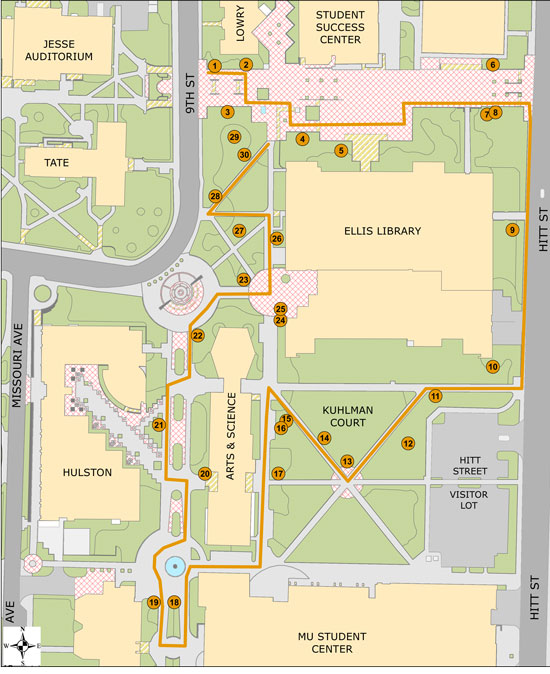 JESSE
AUDITORIUM
LOWRY
STUDENT
SUCCESS
CENTER
9TH ST
1
2
6
3
7
8
4
5
29
30
TATE
28
27
26
ELLIS LIBRARY
9
HITT ST
23
25
24
22
MISSOURI AVE
10
11
KUHLMAN
COURT
21
15
16
14
12
ARTS & SCIENCE
HULSTON
20
17
13
HITT
STREET
VISITOR
LOT
19
18
AVE
HITT ST
MU STUDENT
CENTER
N
W
E
S